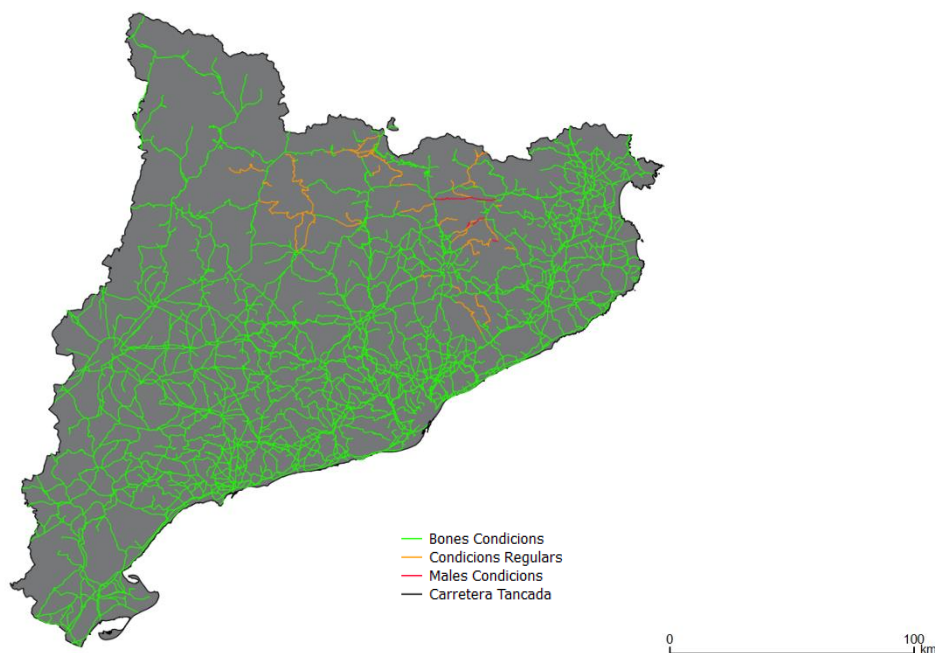 Bones Condicions
Condicions Regulars
Males Condicions
Carretera Tancada
0 100
km